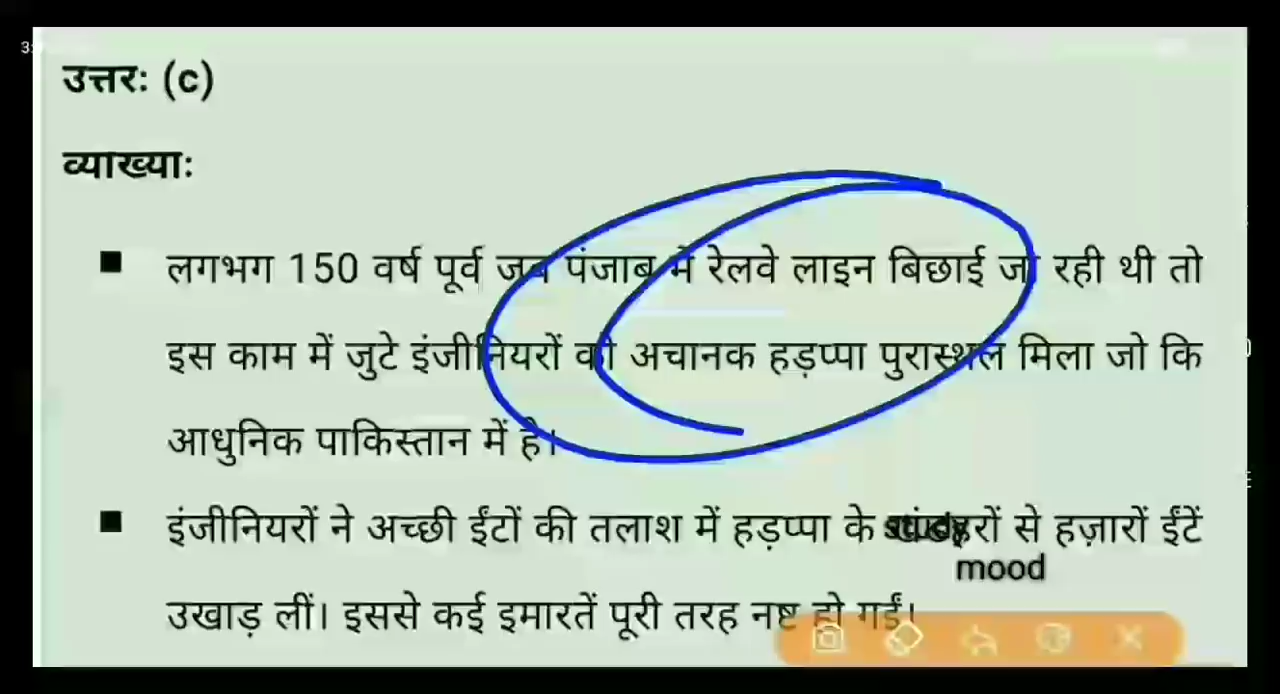 उत्तरः (c)
व्याख्याः
■ लगभग 150 वर्ष पूर्व जब पंजाब में रेलवे लाइन बिछाई जा रही थी तो
इस काम में जुटे इंजीनियरों को अचानक हड़प्पा पुरास्थल मिला जो कि
आधुनिक पाकिस्तान में है।
■ इंजीनियरों ने अच्छी ईंटों की तलाश में हड़प्पा के खंडहरों से हज़ारों ईंटें
study
mood
उखाड़ लीं। इससे कई इमारतें पूरी तरह नष्ट हो गईं।